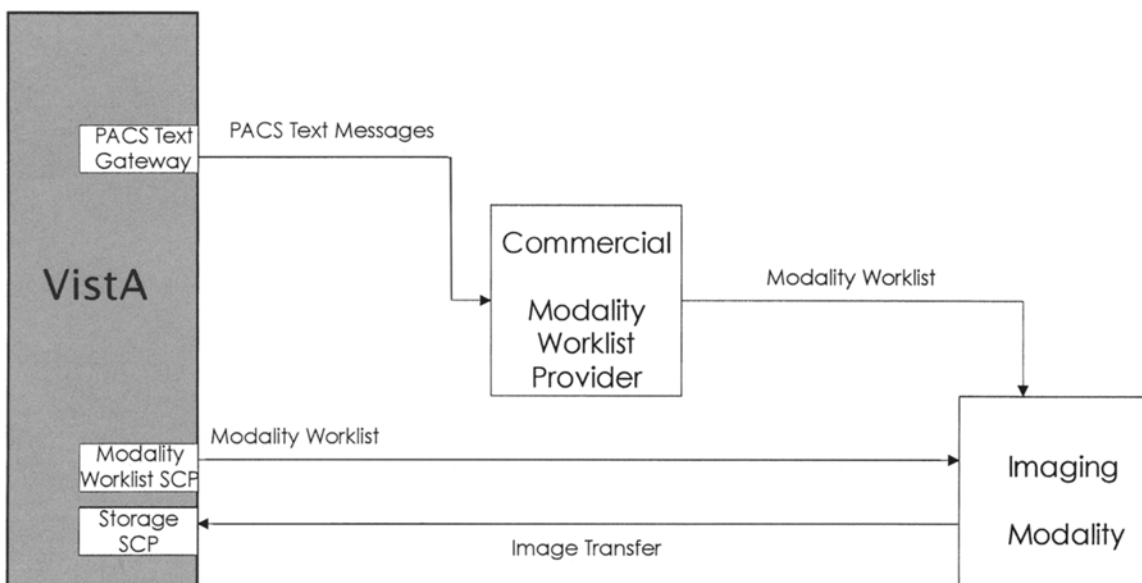 PACS Text
Gateway
PACS Text Messages
Commercial
Modality
Worklist
Provider
Modality Worklist
VistA
Modality Worklist
Modality
Worklist SCP
Storage
SCP
Image Transfer
Imaging
Modality